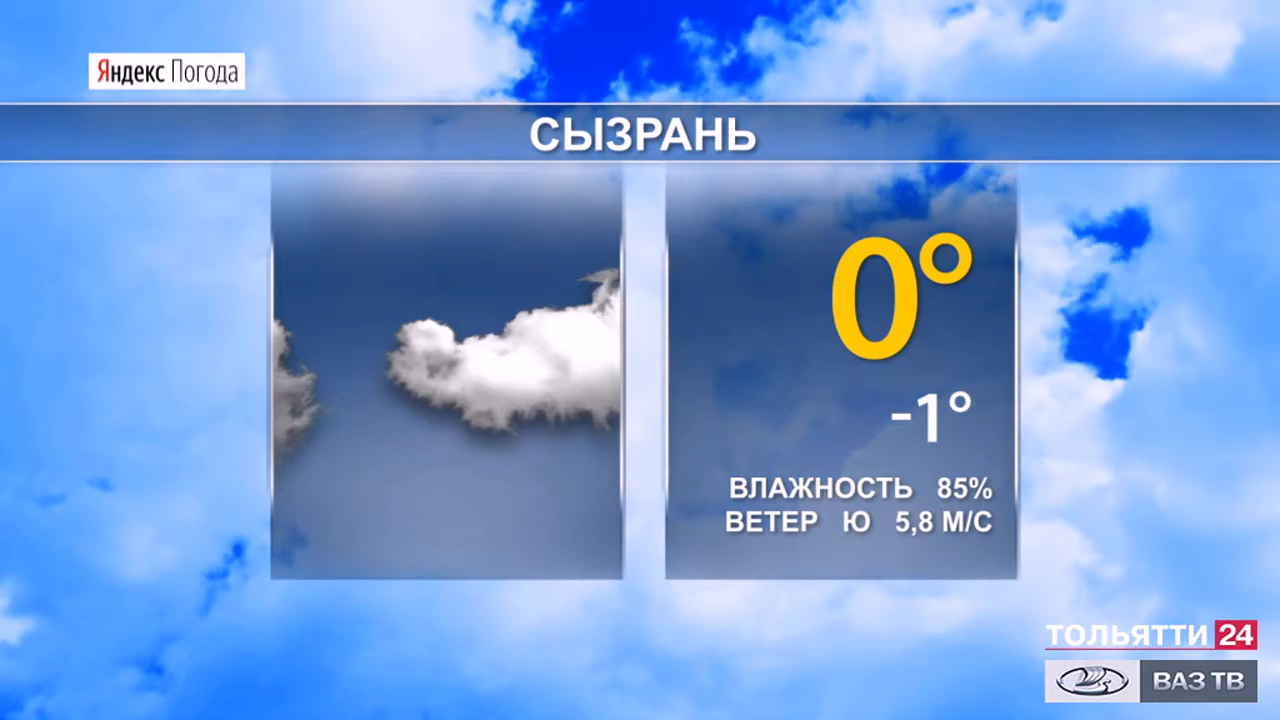 Яндекс Погода
СЫЗРАНЬ
0°
-1°
ВЛАЖНОСТЬ 85%
ВЕТЕР Ю 5,8 М/С
ТОЛЬЯТТИ 24
ВАЗ ТВ